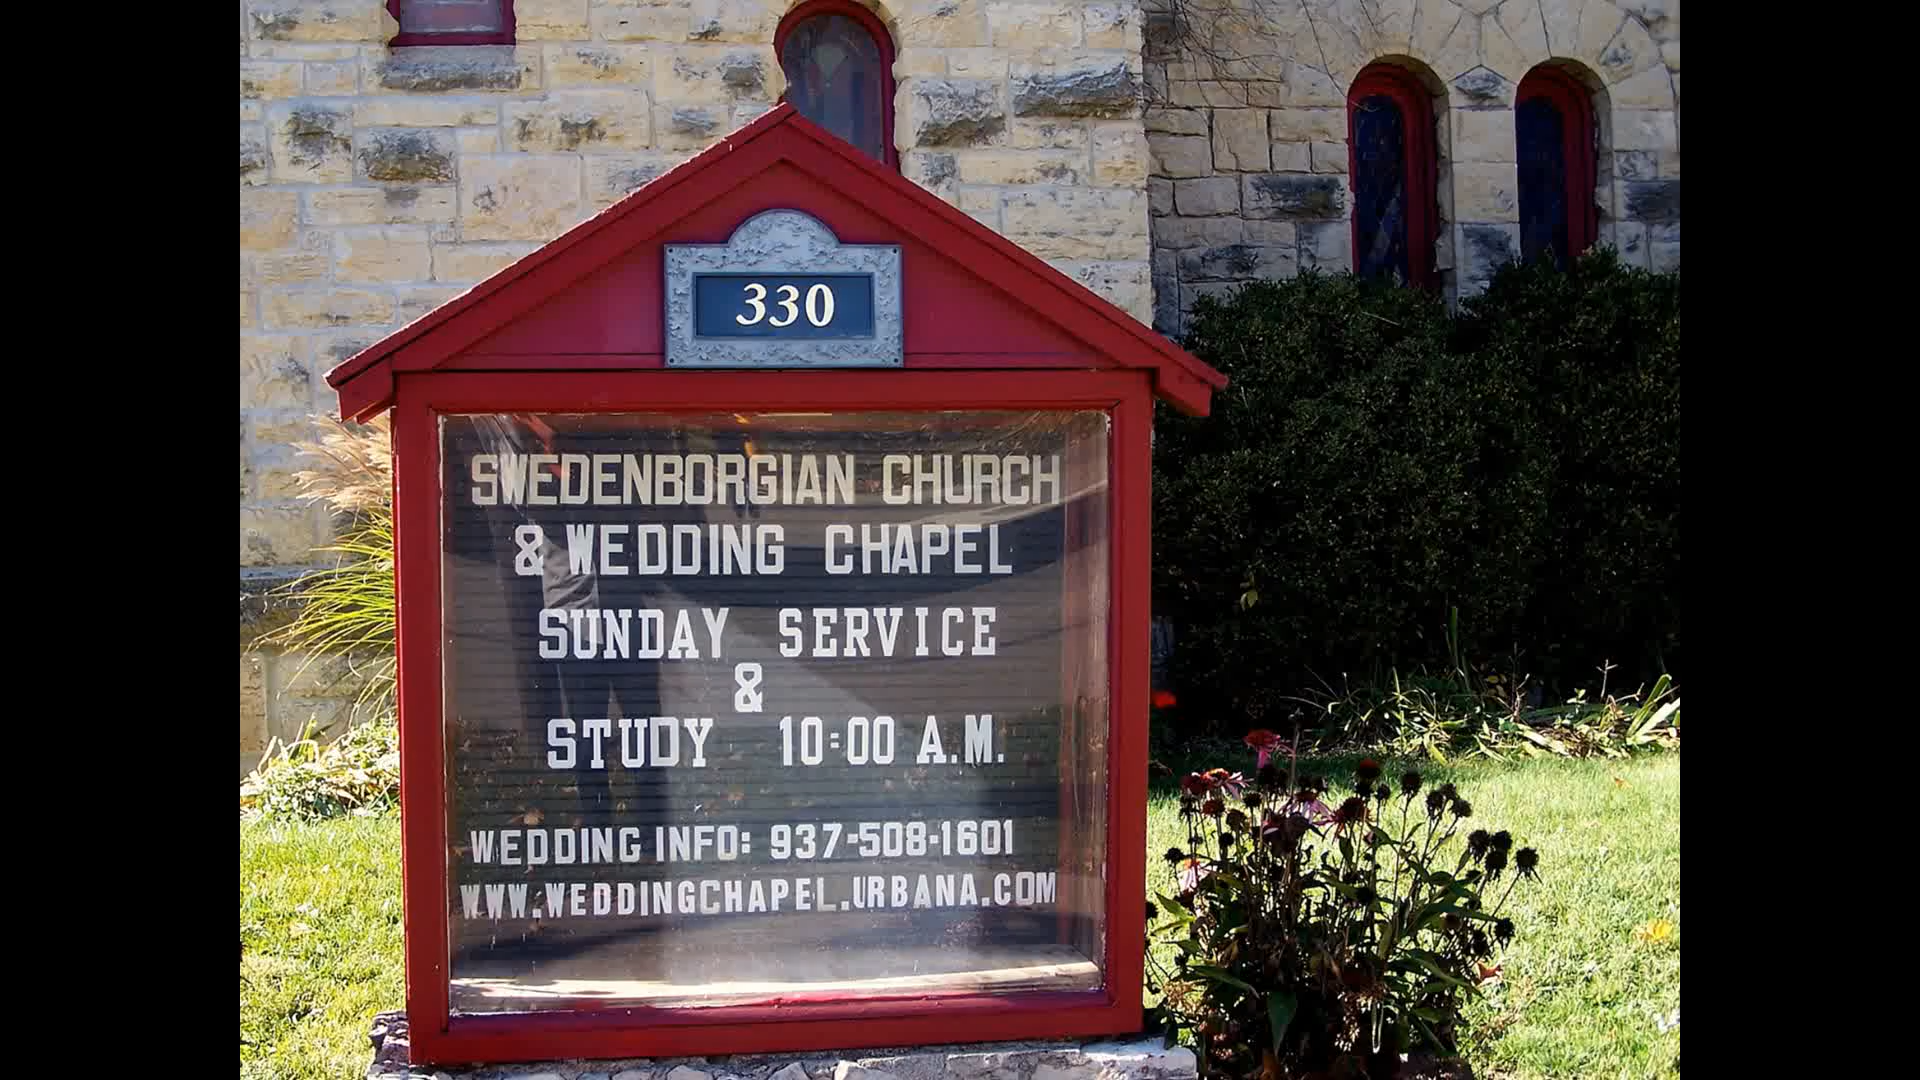 330
SWEDENBORGIAN CHURCH
& WEDDING CHAPEL
SUNDAY SERVICE
&
STUDY 10:00 A.M.
WEDDING INFO: 937-508-1601
WWW.WEDDINGCHAPEL.URBANA.COM